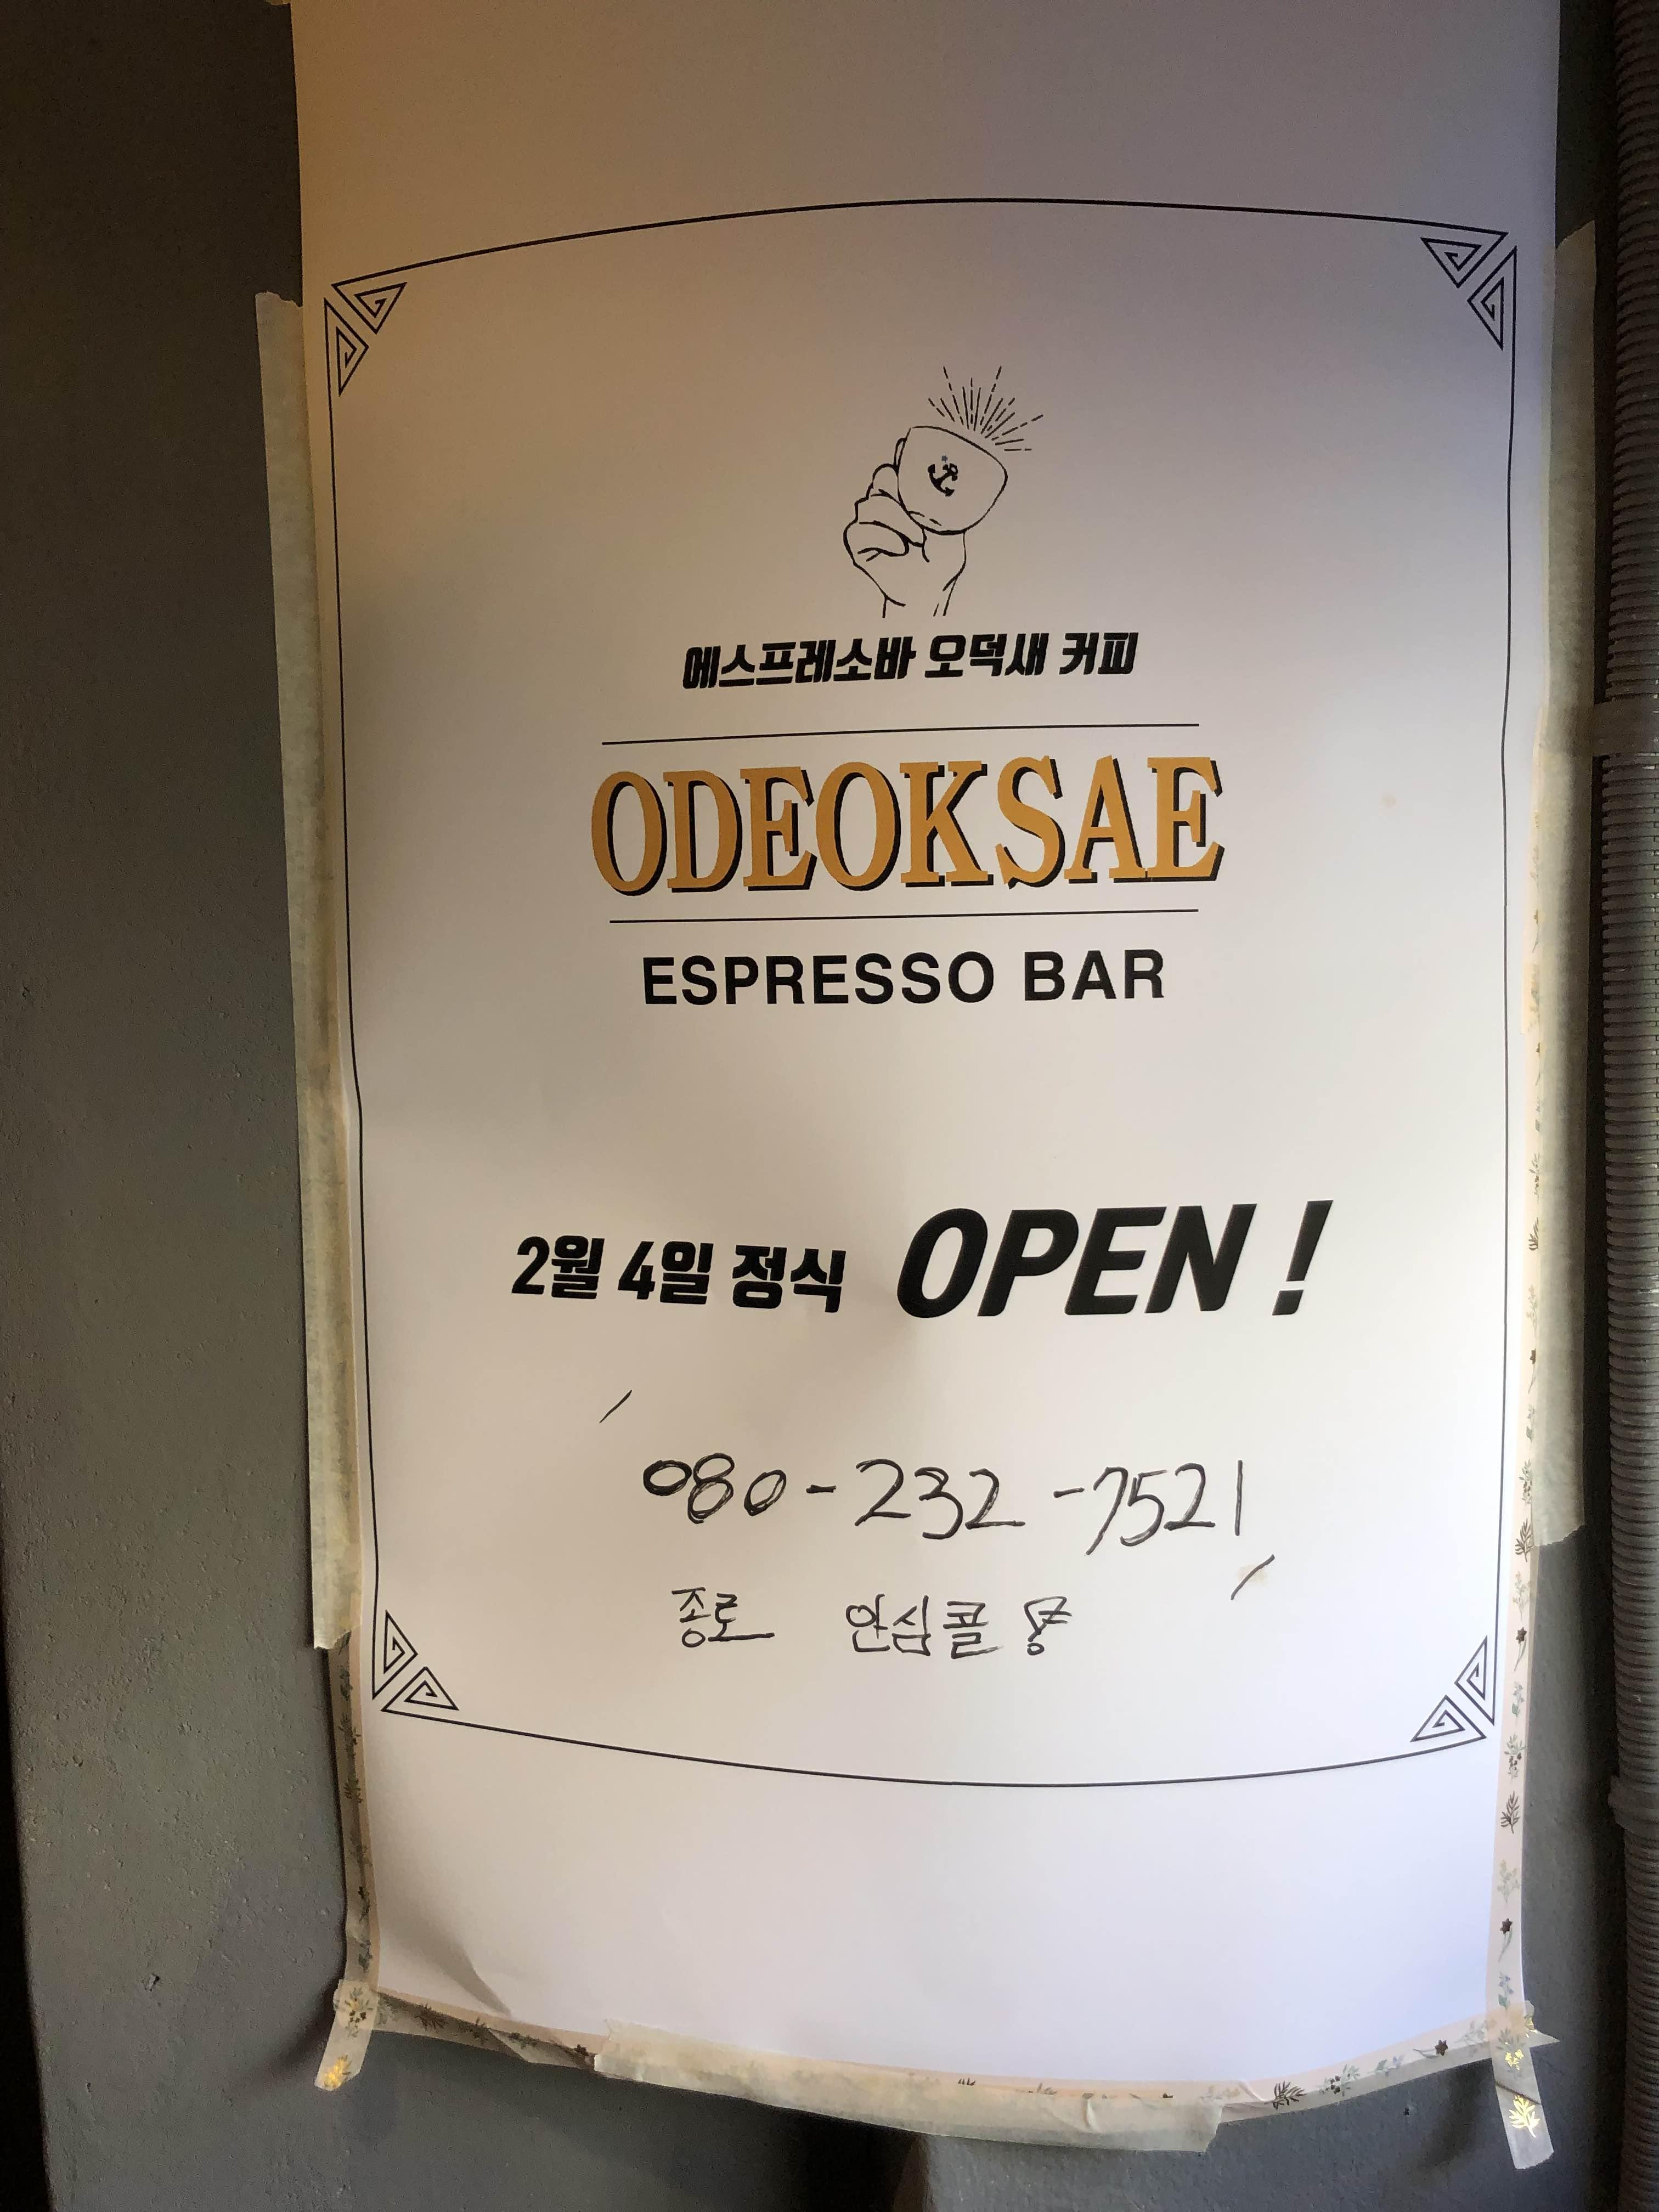 에스프레소바 오덕새 커피
ODEOKSAE
ESPRESSO BAR
2월 4일 정식 OPEN !
080-232-7521
종로 안심콜